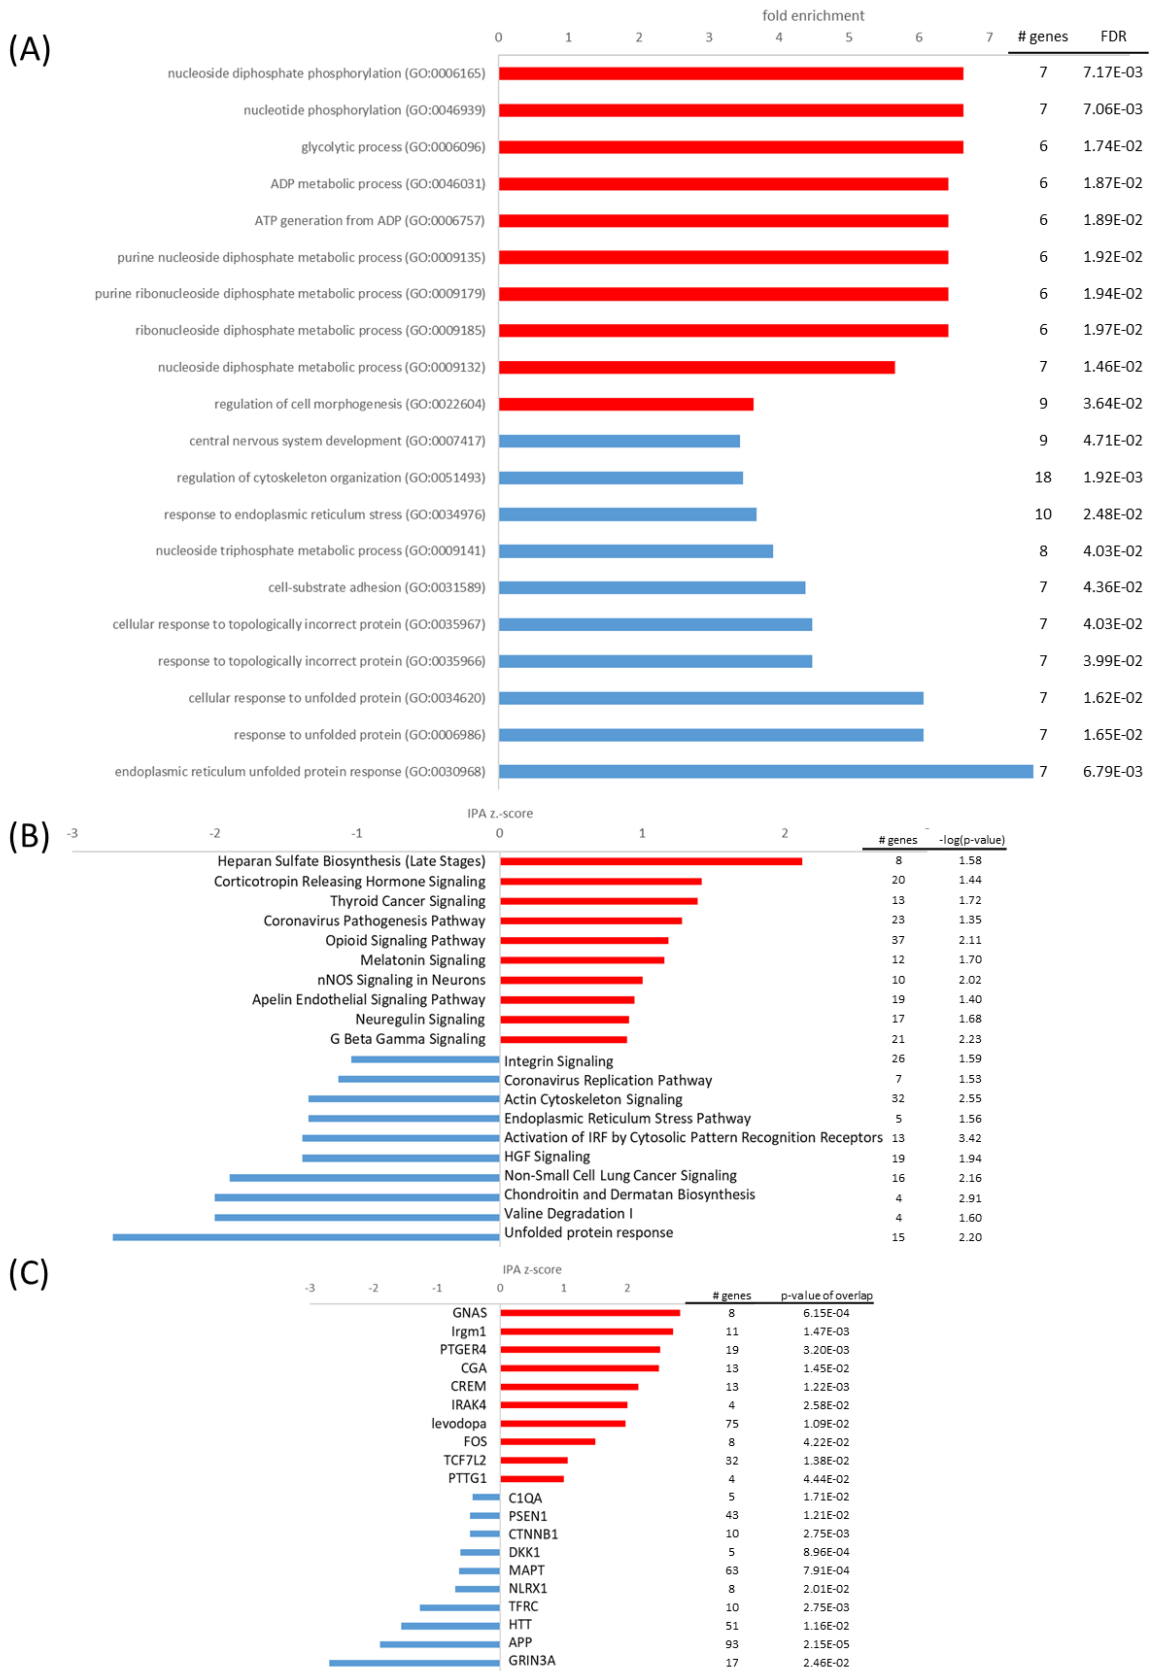 (A)
fold enrichment
0 1 2 3 4 5 6 7 # genes FDR
nucleoside diphosphate phosphorylation (GO:0006165) 7 7.17E-03
nucleotide phosphorylation (GO:0046939) 7 7.06E-03
glycolytic process (GO:0006096) 6 1.74E-02
ADP metabolic process (GO:0046031) 6 1.87E-02
ATP generation from ADP (GO:0006757) 6 1.89E-02
purine nucleoside diphosphate metabolic process (GO:0009135) 6 1.92E-02
purine ribonucleoside diphosphate metabolic process (GO:0009179) 6 1.94E-02
ribonucleoside diphosphate metabolic process (GO:0009185) 6 1.97E-02
nucleoside diphosphate metabolic process (GO:0009132) 7 1.46E-02
regulation of cell morphogenesis (GO:0022604) 9 3.64E-02
central nervous system development (GO:0007417) 9 4.71E-02
regulation of cytoskeleton organization (GO:0051493) 18 1.92E-03
response to endoplasmic reticulum stress (GO:0034976) 10 2.48E-02
nucleoside triphosphate metabolic process (GO:0009141) 8 4.03E-02
cell-substrate adhesion (GO:0031589) 7 4.36E-02
cellular response to topologically incorrect protein (GO:0035967) 7 4.03E-02
response to topologically incorrect protein (GO:0035966) 7 3.99E-02
cellular response to unfolded protein (GO:0034620) 7 1.62E-02
response to unfolded protein (GO:0006986) 7 1.65E-02
endoplasmic reticulum unfolded protein response (GO:0030968) 7 6.79E-03
(B)
IPA z.-score
-3 -2 -1 0 1 2
# genes -log(p-value)
Heparan Sulfate Biosynthesis (Late Stages) 8 1.58
Corticotropin Releasing Hormone Signaling 20 1.44
Thyroid Cancer Signaling 13 1.72
Coronavirus Pathogenesis Pathway 23 1.35
Opioid Signaling Pathway 37 2.11
Melatonin Signaling 12 1.70
nNOS Signaling in Neurons 10 2.02
Apelin Endothelial Signaling Pathway 19 1.40
Neuregulin Signaling 17 1.68
G Beta Gamma Signaling 21 2.23
Integrin Signaling 26 1.59
Coronavirus Replication Pathway 7 1.53
Actin Cytoskeleton Signaling 32 2.55
Endoplasmic Reticulum Stress Pathway 5 1.56
Activation of IRF by Cytosolic Pattern Recognition Receptors 13 3.42
HGF Signaling 19 1.94
Non-Small Cell Lung Cancer Signaling 16 2.16
Chondroitin and Dermatan Biosynthesis 4 2.91
Valine Degradation I 4 1.60
Unfolded protein response 15 2.20
(C)
IPA z-score
-3 -2 -1 0 1 2
# genes p-value of overlap
GNAS 8 6.15E-04
Irgm1 11 1.47E-03
PTGER4 19 3.20E-03
CGA 13 1.45E-02
CREM 13 1.22E-03
IRAK4 4 2.58E-02
levodopa 75 1.09E-02
FOS 8 4.22E-02
TCF7L2 32 1.38E-02
PTTG1 4 4.44E-02
C1QA 5 1.71E-02
PSEN1 43 1.21E-02
CTNNB1 10 2.75E-03
DKK1 5 8.96E-04
MAPT 63 7.91E-04
NLRX1 8 2.01E-02
TFRC 10 2.75E-03
HTT 51 1.16E-02
APP 93 2.15E-05
GRIN3A 17 2.46E-02